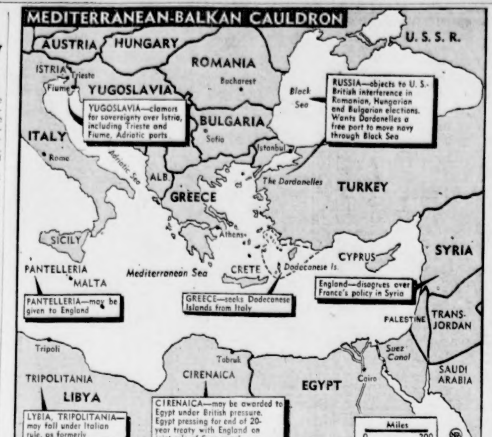 MEDITERRANEAN-BALKAN CAULDRON
AUSTRIA
HUNGARY
U. S. S. R.
ROMANIA
Bucharest
Black
Sea
RUSSIA—objects to U. S.-
British interference in
Romanian, Hungarian
and Bulgarian elections.
Wants Dardanelles a
free port to move navy
through Black Sea
ISTRIA
Trieste
Fiume
YUGOSLAVIA
YUGOSLAVIA—clamors
for sovereignty over Istria,
including Trieste and
Fiume, Adriatic ports
BULGARIA
Sofia
ITALY
Rome
Adriatic Sea
Istanbul
ALB.
The Dardanelles
GREECE
TURKEY
Athens
SICILY
SYRIA
CYPRUS
PANTELLERIA
MALTA
Mediterranean Sea
CRETE
Dodecanese Is.
England—disagrees over
France's policy in Syria
PANTELLERIA—may be
given to England
GREECE—seeks Dodecanese
Islands from Italy
PALESTINE
TRANS-
JORDAN
Tripoli
Tobruk
Suez
Canal
TRIPOLITANIA
CIRENAICA
Cairo
SAUDI
ARABIA
LIBYA
EGYPT
CIRENAICA—may be awarded to
Egypt under British pressure.
Egypt pressing for end of 20-
year treaty with England on
LYBIA, TRIPOLITANIA—
may fall under Italian
rule, as formerly
Miles
0 200